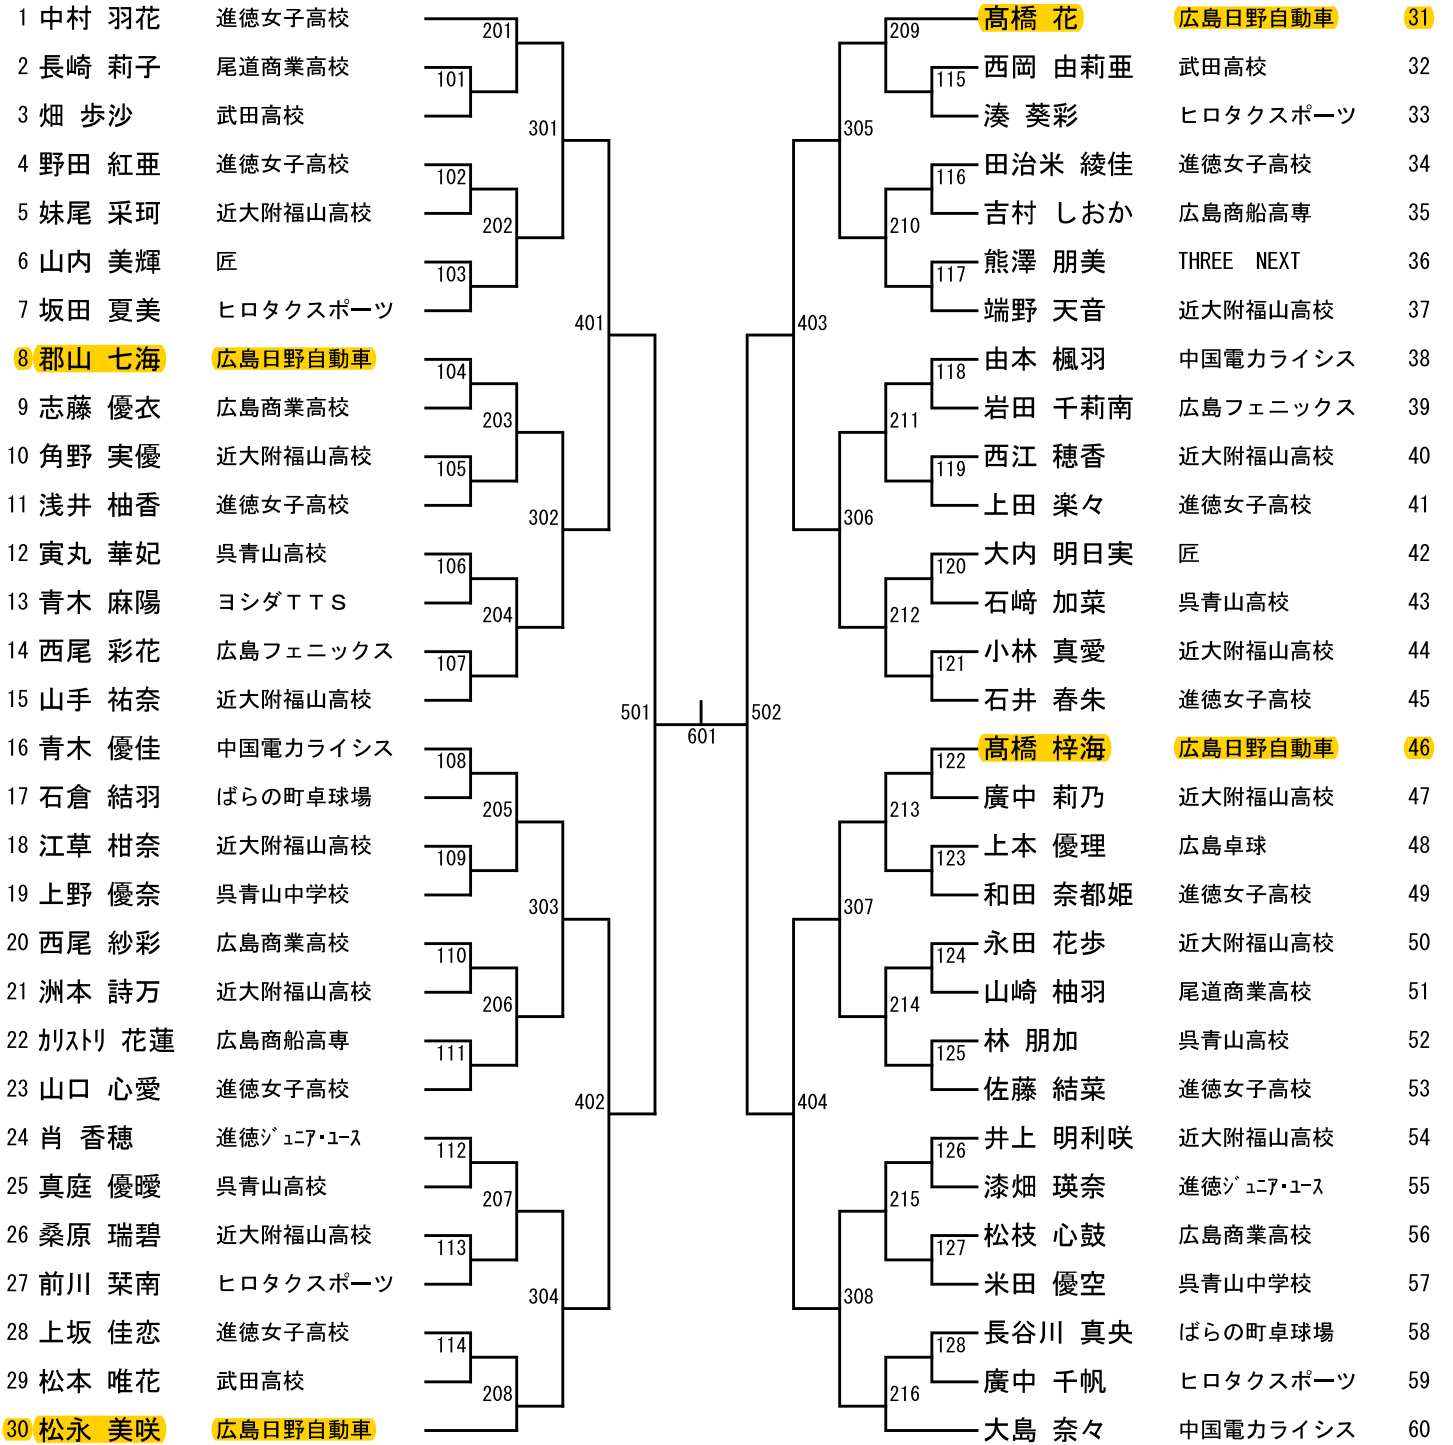 1 中村 羽花 進徳女子高校
2 長崎 莉子 尾道商業高校
3 畑 歩沙 武田高校
4 野田 紅亜 進徳女子高校
5 妹尾 采珂 近大附福山高校
6 山内 美輝 匠
7 坂田 夏美 ヒロタクスポーツ
8 郡山 七海 広島日野自動車
9 志藤 優衣 広島商業高校
10 角野 実優 近大附福山高校
11 浅井 柚香 進徳女子高校
12 寅丸 華妃 呉青山高校
13 青木 麻陽 ヨシダTTS
14 西尾 彩花 広島フェニックス
15 山手 祐奈 近大附福山高校
16 青木 優佳 中国電力ライシス
17 石倉 結羽 ばらの町卓球場
18 江草 柑奈 近大附福山高校
19 上野 優奈 呉青山中学校
20 西尾 紗彩 広島商業高校
21 洲本 詩万 近大附福山高校
22 ｶﾘｽﾄﾘ 花蓮 広島商船高専
23 山口 心愛 進徳女子高校
24 肖 香穂 進徳ｼﾞｭﾆｱ・ﾕｰｽ
25 真庭 優曖 呉青山高校
26 桑原 瑞碧 近大附福山高校
27 前川 栞南 ヒロタクスポーツ
28 上坂 佳恋 進徳女子高校
29 松本 唯花 武田高校
30 松永 美咲 広島日野自動車
201
101
301
102
202
103
401
104
203
105
302
106
204
107
501
108
205
109
303
110
206
111
402
112
207
113
304
114
208
601
209
115
305
116
210
117
403
118
211
119
306
120
212
121
502
122
213
123
307
124
214
125
404
126
215
127
308
128
216
髙橋 花 広島日野自動車 31
西岡 由莉亜 武田高校 32
湊 葵彩 ヒロタクスポーツ 33
田治米 綾佳 進徳女子高校 34
吉村 しおか 広島商船高専 35
熊澤 朋美 THREE NEXT 36
端野 天音 近大附福山高校 37
由本 楓羽 中国電力ライシス 38
岩田 千莉南 広島フェニックス 39
西江 穂香 近大附福山高校 40
上田 楽々 進徳女子高校 41
大内 明日実 匠 42
石﨑 加菜 呉青山高校 43
小林 真愛 近大附福山高校 44
石井 春朱 進徳女子高校 45
髙橋 梓海 広島日野自動車 46
廣中 莉乃 近大附福山高校 47
上本 優理 広島卓球 48
和田 奈都姫 進徳女子高校 49
永田 花歩 近大附福山高校 50
山崎 柚羽 尾道商業高校 51
林 朋加 呉青山高校 52
佐藤 結菜 進徳女子高校 53
井上 明利咲 近大附福山高校 54
漆畑 瑛奈 進徳ｼﾞｭﾆｱ・ﾕｰｽ 55
松枝 心鼓 広島商業高校 56
米田 優空 呉青山中学校 57
長谷川 真央 ばらの町卓球場 58
廣中 千帆 ヒロタクスポーツ 59
大島 奈々 中国電力ライシス 60